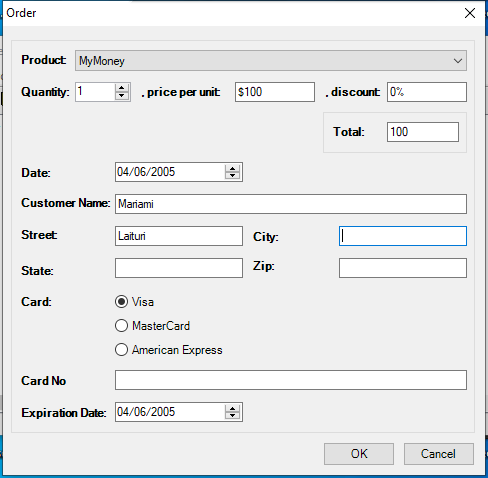 Order
Product: MyMoney
Quantity: 1 , price per unit: $100 , discount: 0%
Total: 100
Date: 04/06/2005
Customer Name: Mariami
Street: Laituri City:
State: Zip:
Card: Visa
MasterCard
American Express
Card No
Expiration Date: 04/06/2005
OK Cancel